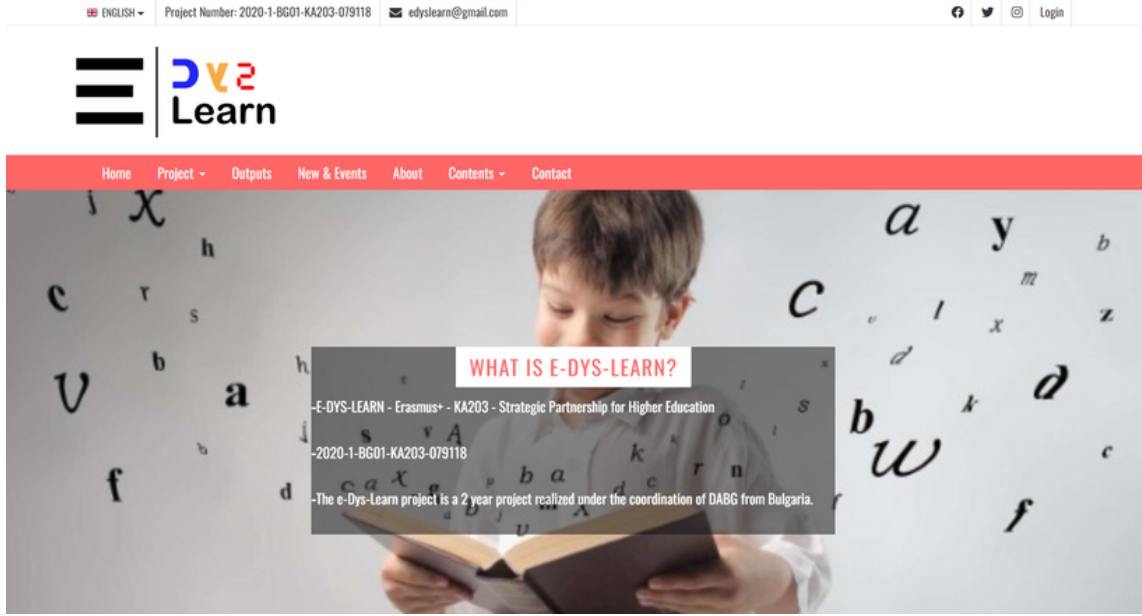 ENGLISH
Project Number: 2020-1-BG01-KA203-079118
edyslearn@gmail.com
Login
E
Dys
Learn
Home
Project
Outputs
New & Events
About
Contents
Contact
WHAT IS E-DYS-LEARN?
-E-DYS-LEARN - Erasmus+ - KA203 - Strategic Partnership for Higher Education
-2020-1-BG01-KA203-079118
-The e-Dys-Learn project is a 2 year project realized under the coordination of DABG from Bulgaria.